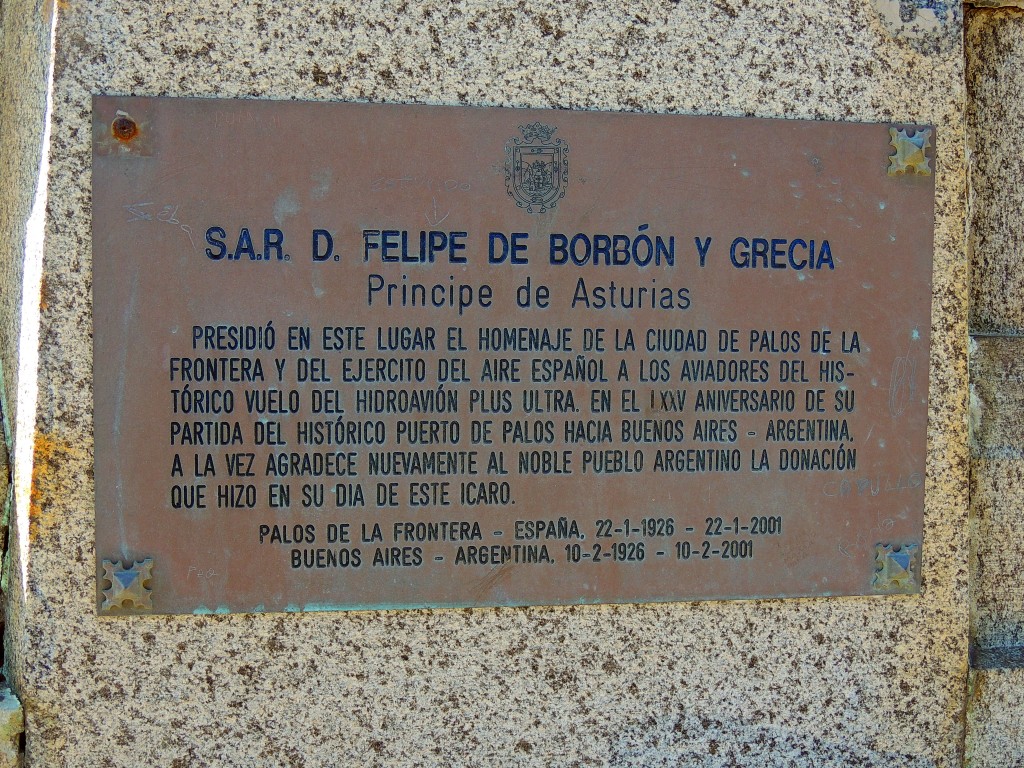 S.A.R. D. FELIPE DE BORBÓN Y GRECIA
Principe de Asturias
PRESIDIÓ EN ESTE LUGAR EL HOMENAJE DE LA CIUDAD DE PALOS DE LA
FRONTERA Y DEL EJERCITO DEL AIRE ESPAÑOL A LOS AVIADORES DEL HIS-
TÓRICO VUELO DEL HIDROAVIÓN PLUS ULTRA. EN EL LXXV ANIVERSARIO DE SU
PARTIDA DEL HISTÓRICO PUERTO DE PALOS HACIA BUENOS AIRES - ARGENTINA.
A LA VEZ AGRADECE NUEVAMENTE AL NOBLE PUEBLO ARGENTINO LA DONACIÓN
QUE HIZO EN SU DIA DE ESTE ICARO.
PALOS DE LA FRONTERA - ESPAÑA, 22-1-1926 - 22-1-2001
BUENOS AIRES - ARGENTINA. 10-2-1926 - 10-2-2001